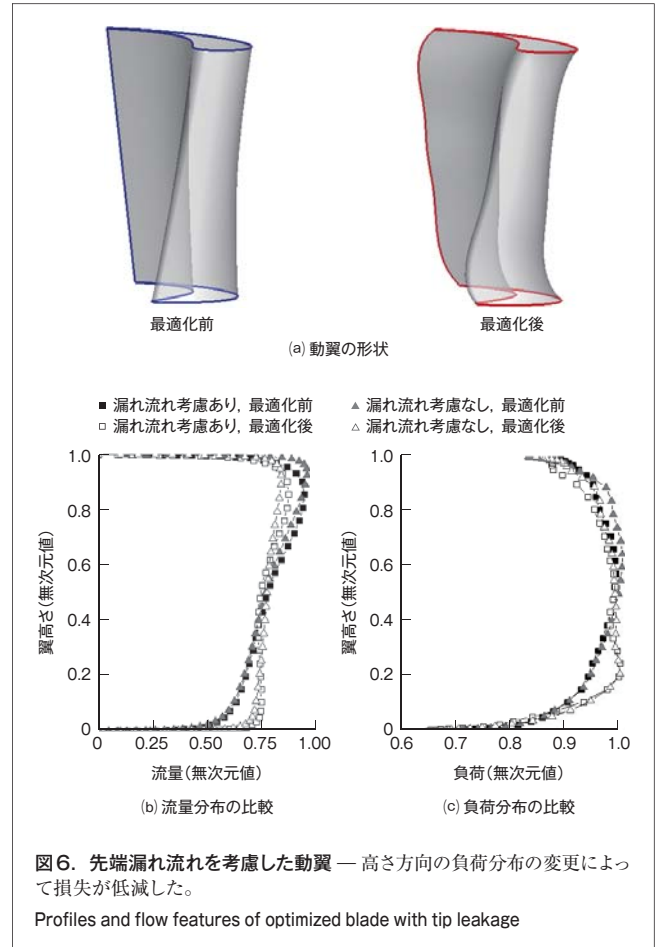 最適化前
最適化後
(a) 動翼の形状
■ 漏れ流れ考慮あり，最適化前
▲ 漏れ流れ考慮なし，最適化前
□ 漏れ流れ考慮あり，最適化後
△ 漏れ流れ考慮なし，最適化後
1.0
0.8
0.6
0.4
0.2
0
翼高さ(無次元値)
0 0.25 0.50 0.75 1.00
流量(無次元値)
(b) 流量分布の比較
1.0
0.8
0.6
0.4
0.2
0
翼高さ(無次元値)
0.6 0.7 0.8 0.9 1.0
負荷(無次元値)
(c) 負荷分布の比較
図6．先端漏れ流れを考慮した動翼 — 高さ方向の負荷分布の変更によっ
て損失が低減した。
Profiles and flow features of optimized blade with tip leakage